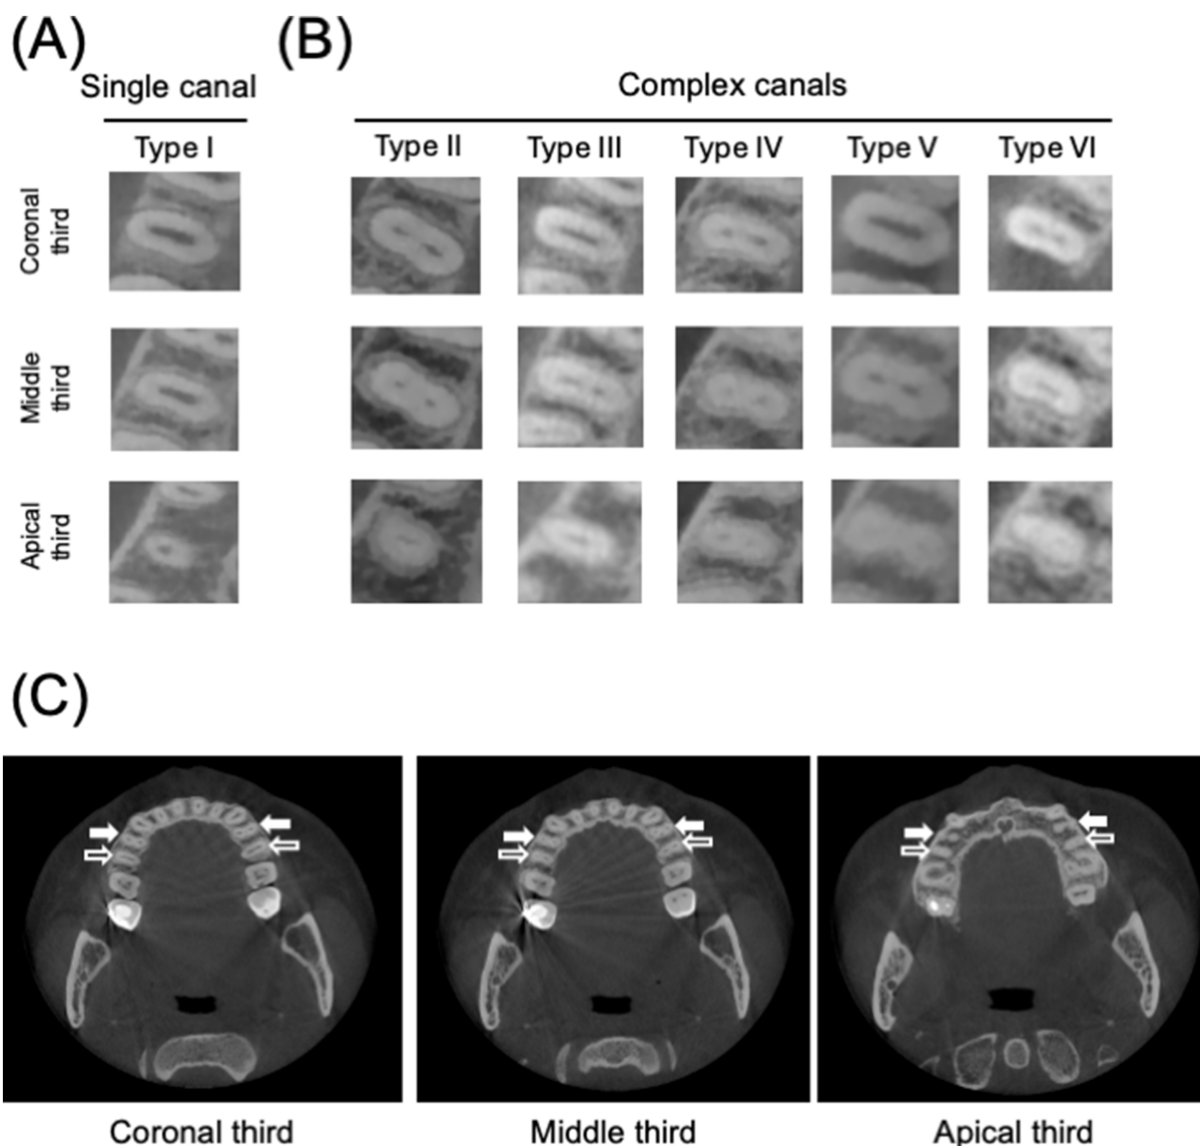 (A)
(B)
Single canal
Complex canals
Type I
Type II
Type III
Type IV
Type V
Type VI
Coronal
third
Middle
third
Apical
third
(C)
Coronal third
Middle third
Apical third